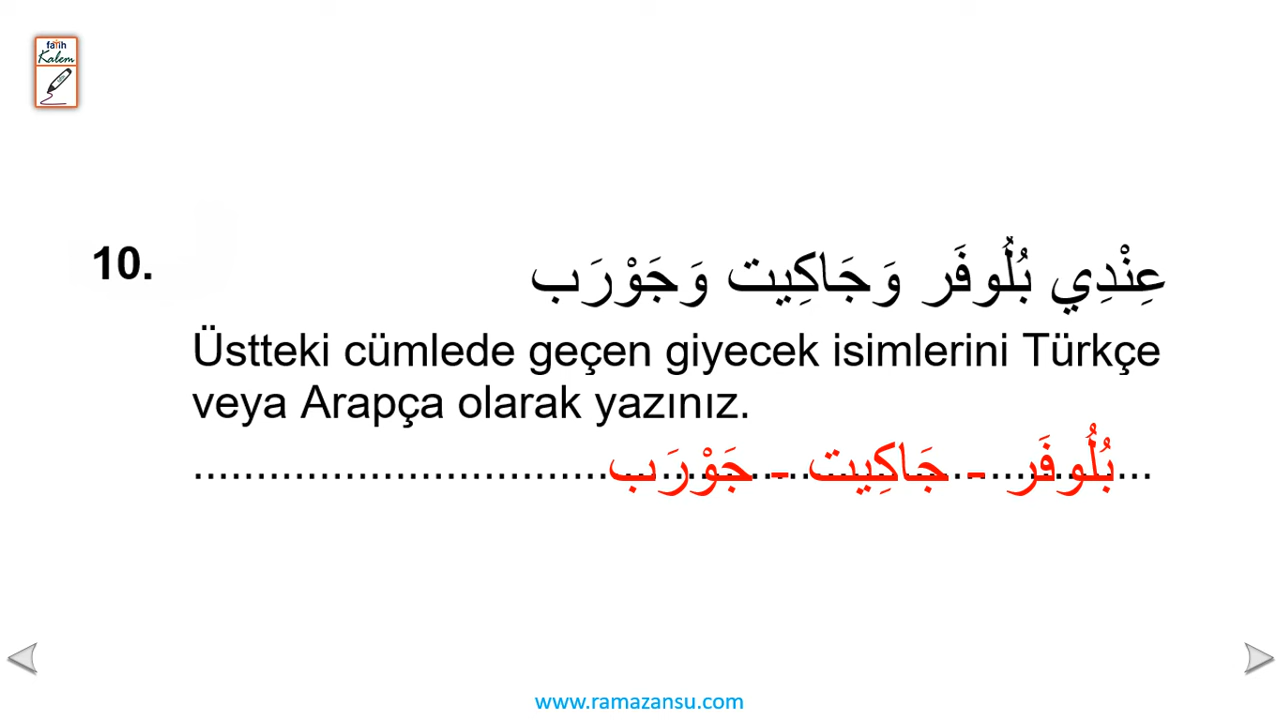 fatih
Kalem
10.
عِنْدِي بُلُوفَر وَجَاكِيت وَجَوْرَب
Üstteki cümlede geçen giyecek isimlerini Türkçe
veya Arapça olarak yazınız.
بُلُوفَر - جَاكِيت - جَوْرَب
www.ramazansu.com